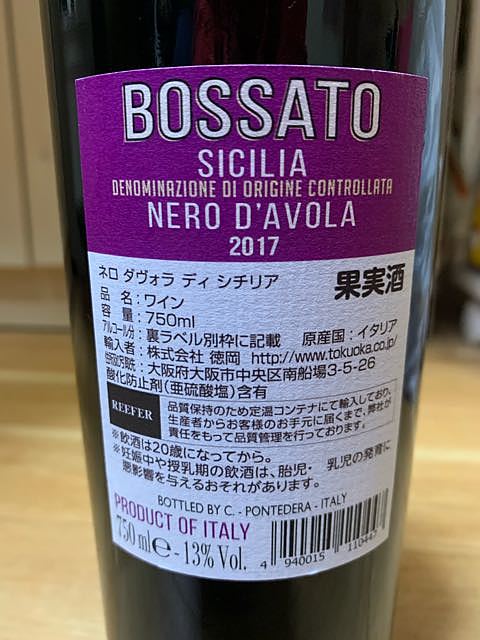 BOSSATO
SICILIA
DENOMINAZIONE DI ORIGINE CONTROLLATA
NERO D'AVOLA
2017
ネロ ダヴォラ ディ シチリア 果実酒
品 名：ワイン
容 量：750ml
アルコール分：裏ラベル別枠に記載 原産国：イタリア
輸入者：株式会社 徳岡 http://www.tokuoka.co.jp/
大阪府大阪市中央区南船場3-5-26
酸化防止剤(亜硫酸塩)含有
REEFER
品質保持のため定温コンテナにて輸入しており、
生産者からお客様のお手元に届くまで、弊社が
責任をもって品質管理を行っております。
※飲酒は20歳になってから。
※妊娠中や授乳期の飲酒は、胎児・ 乳児の発育に
悪影響を与えるおそれがあります。
BOTTLED BY C. - PONTEDERA - ITALY
PRODUCT OF ITALY
750 ml e - 13% Vol.
4 940015